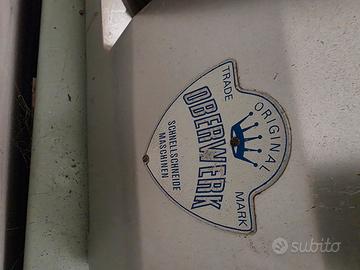 ORIGINAL
TRADE MARK
OBERWERK
SCHNELLSCHNEIDE
MASCHINEN
subito